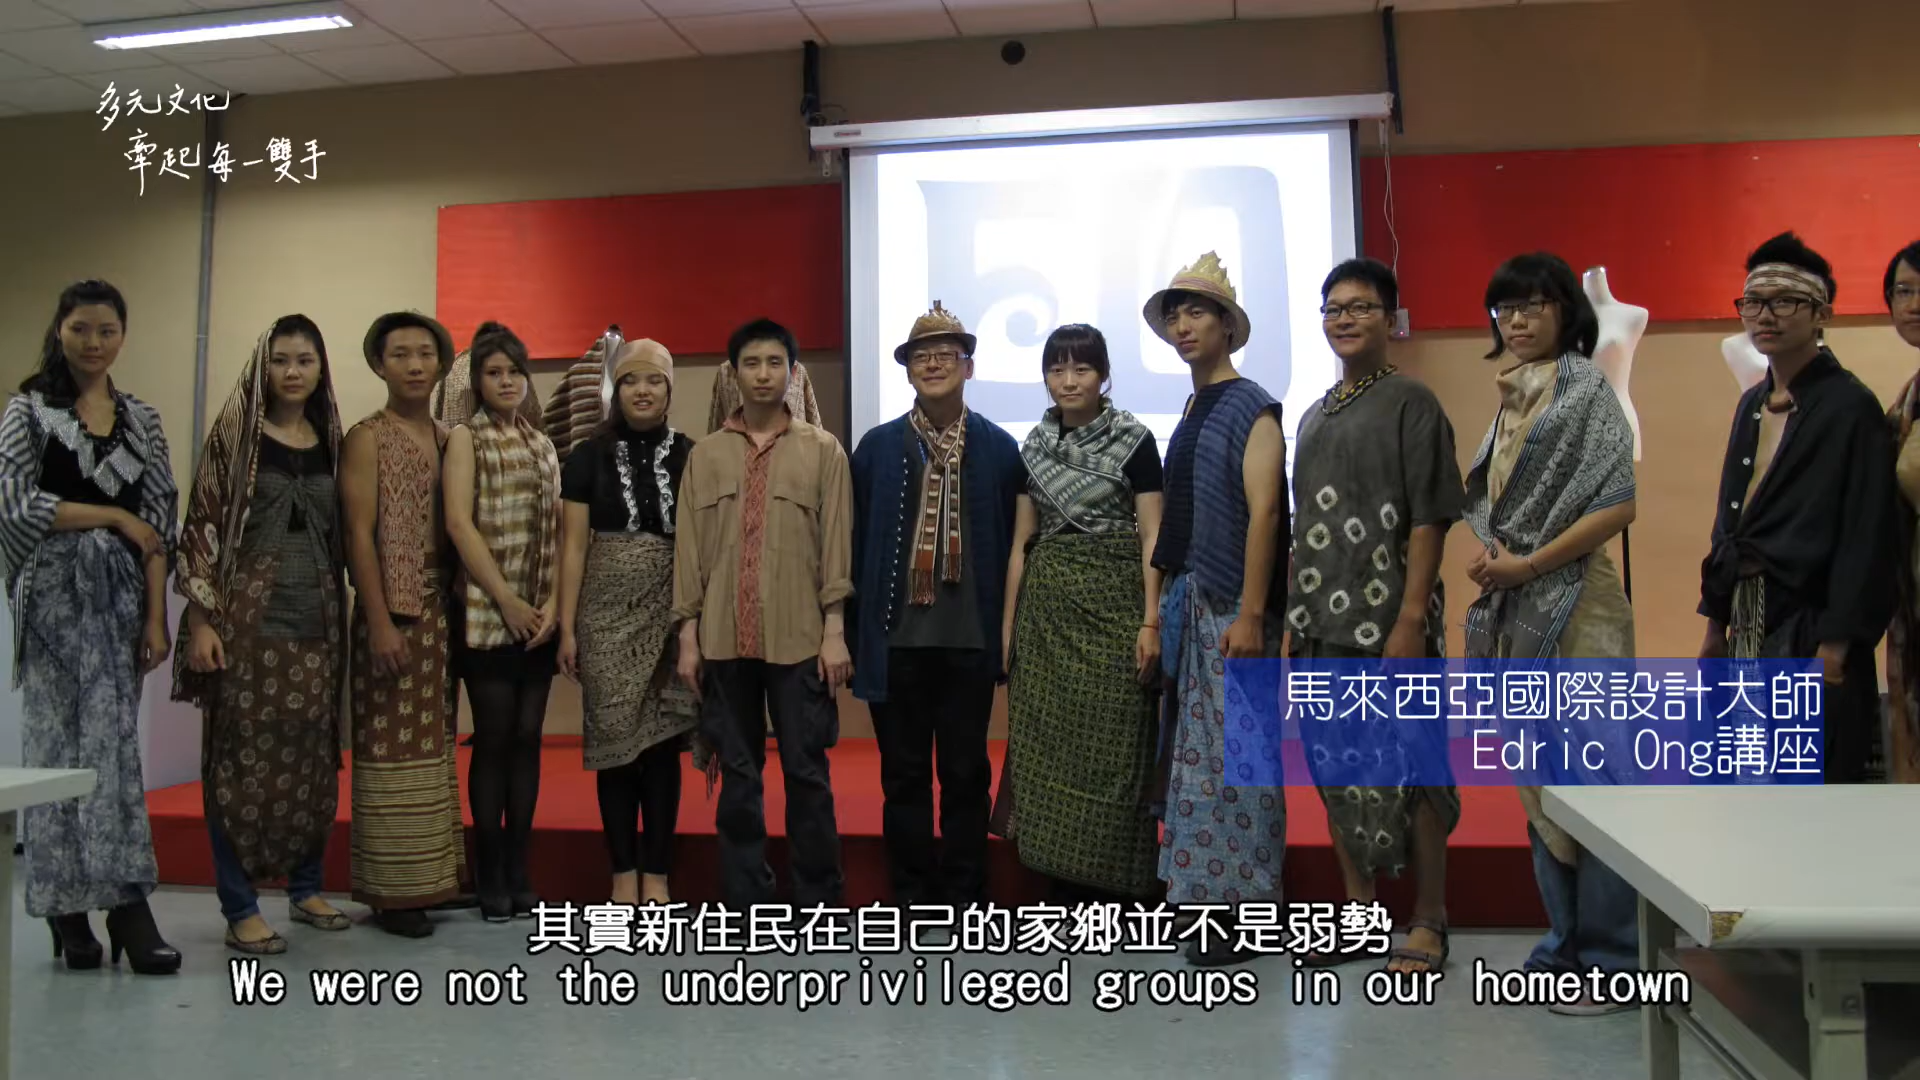 多元文化
牽起每一雙手
馬來西亞國際設計大師
Edric Ong講座
其實新住民在自己的家鄉並不是弱勢
We were not the underprivileged groups in our hometown